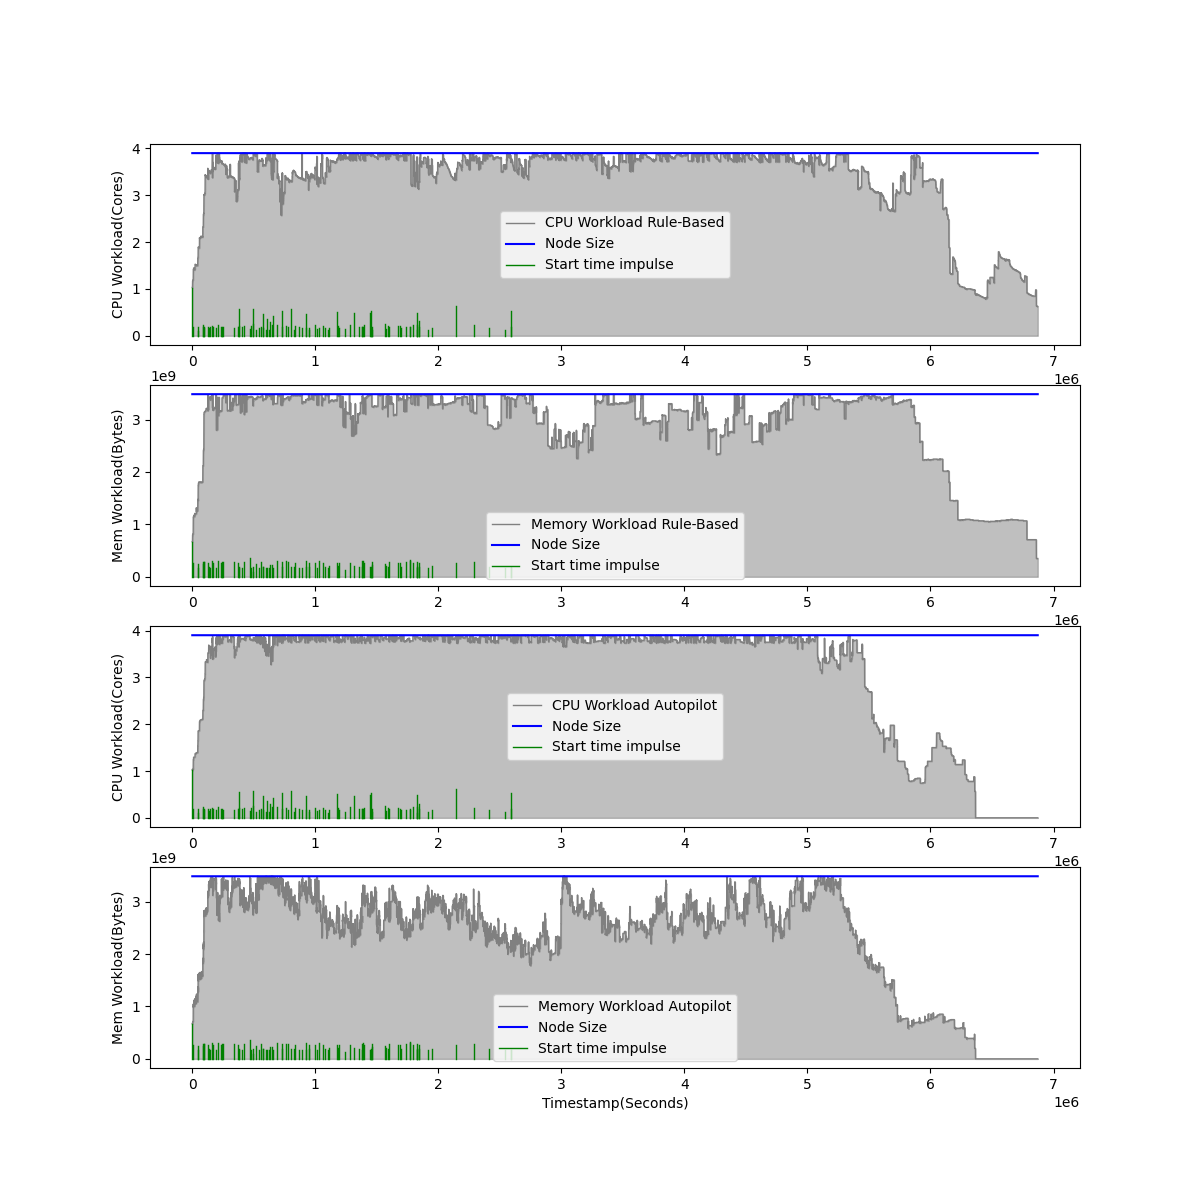 4
3
2
1
0
CPU Workload(Cores)
CPU Workload Rule-Based
Node Size
Start time impulse
0 1 2 3 4 5 6 7
1e6
1e9
3
2
1
0
Mem Workload(Bytes)
Memory Workload Rule-Based
Node Size
Start time impulse
0 1 2 3 4 5 6 7
1e6
4
3
2
1
0
CPU Workload(Cores)
CPU Workload Autopilot
Node Size
Start time impulse
0 1 2 3 4 5 6 7
1e6
1e9
3
2
1
0
Mem Workload(Bytes)
Memory Workload Autopilot
Node Size
Start time impulse
0 1 2 3 4 5 6 7
Timestamp(Seconds)
1e6